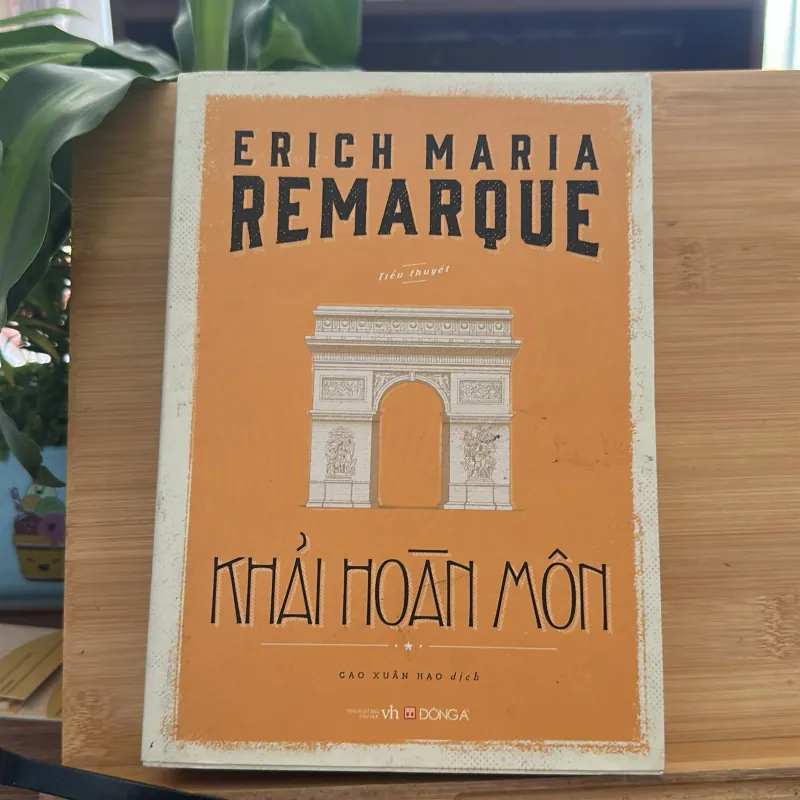 ERICH MARIA
REMARQUE
Tiểu thuyết
KHẢI HOÀN MÔN
CAO XUÂN HẠO dịch
vh ĐÔNG A